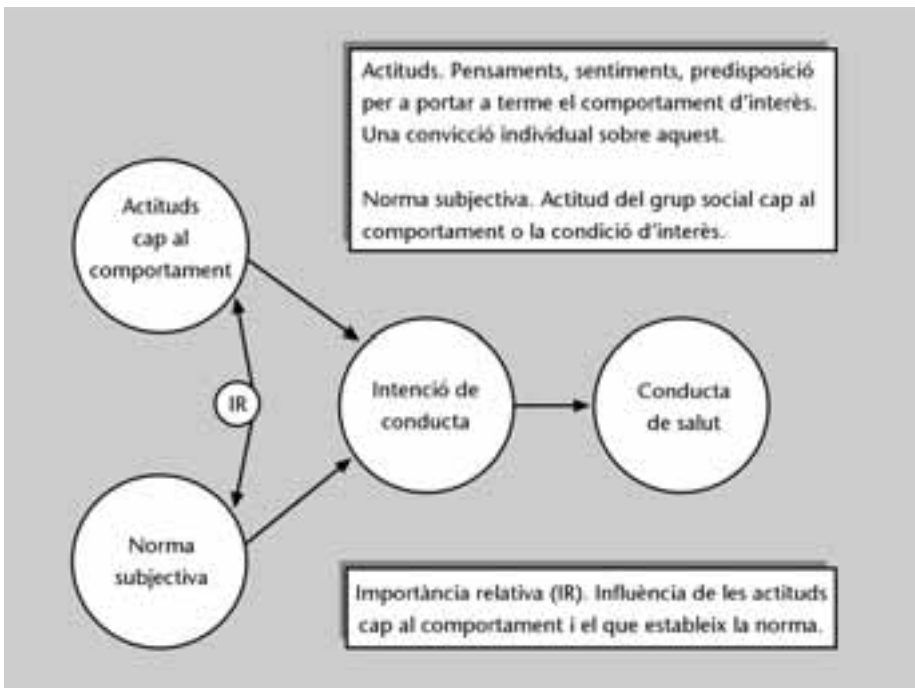 Actituds. Pensaments, sentiments, predisposició
per a portar a terme el comportament d'interès.
Una convicció individual sobre aquest.
Norma subjectiva. Actitud del grup social cap al
comportament o la condició d'interès.
Actituds
cap al
comportament
IR
Intenció de
conducta
Conducta
de salut
Norma
subjectiva
Importància relativa (IR). Influència de les actituds
cap al comportament i el que estableix la norma.